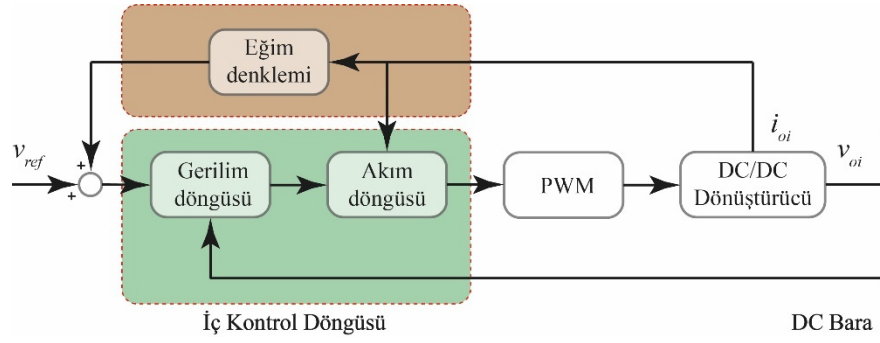 Eğim
denklemi
i_oi
v_ref
v_oi
+
+
Gerilim
döngüsü
Akım
döngüsü
PWM
DC/DC
Dönüştürücü
İç Kontrol Döngüsü
DC Bara